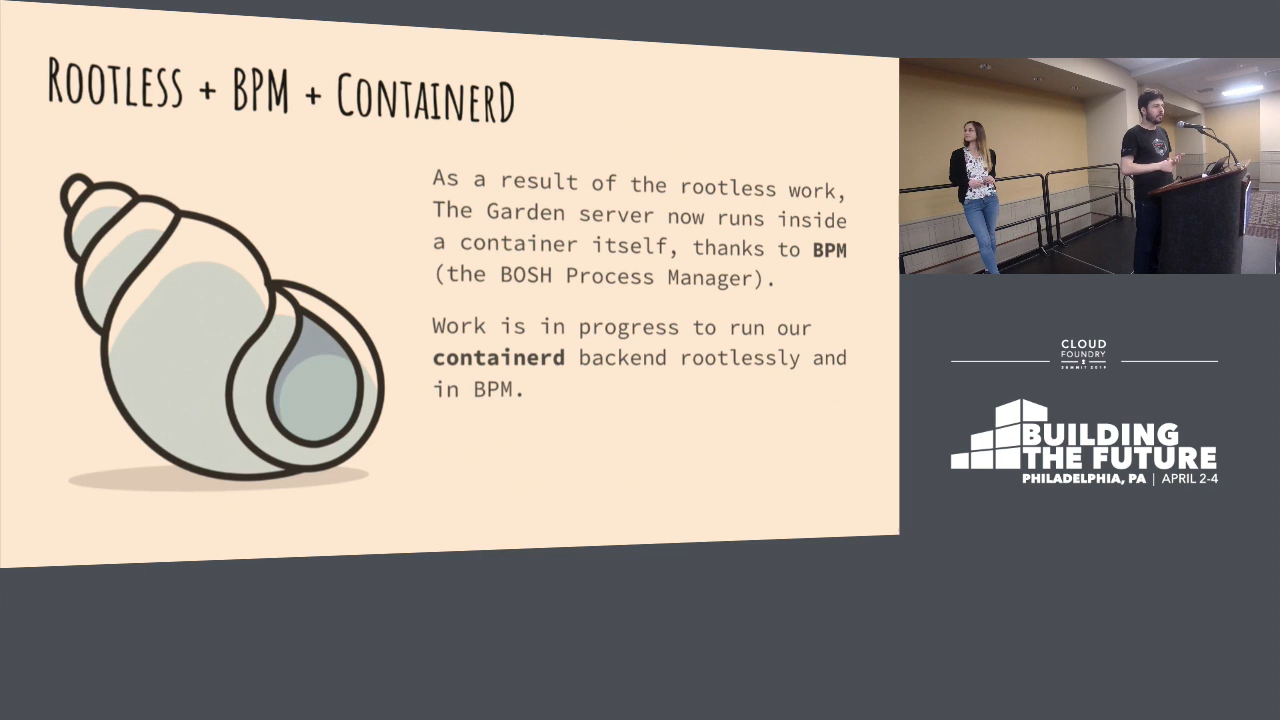 ROOTLESS + BPM + CONTAINERD
As a result of the rootless work,
The Garden server now runs inside
a container itself, thanks to BPM
(the BOSH Process Manager).
Work is in progress to run our
containerd backend rootlessly and
in BPM.
CLOUD
FOUNDRY
SUMMIT 2019
BUILDING
THE FUTURE
PHILADELPHIA, PA | APRIL 2-4